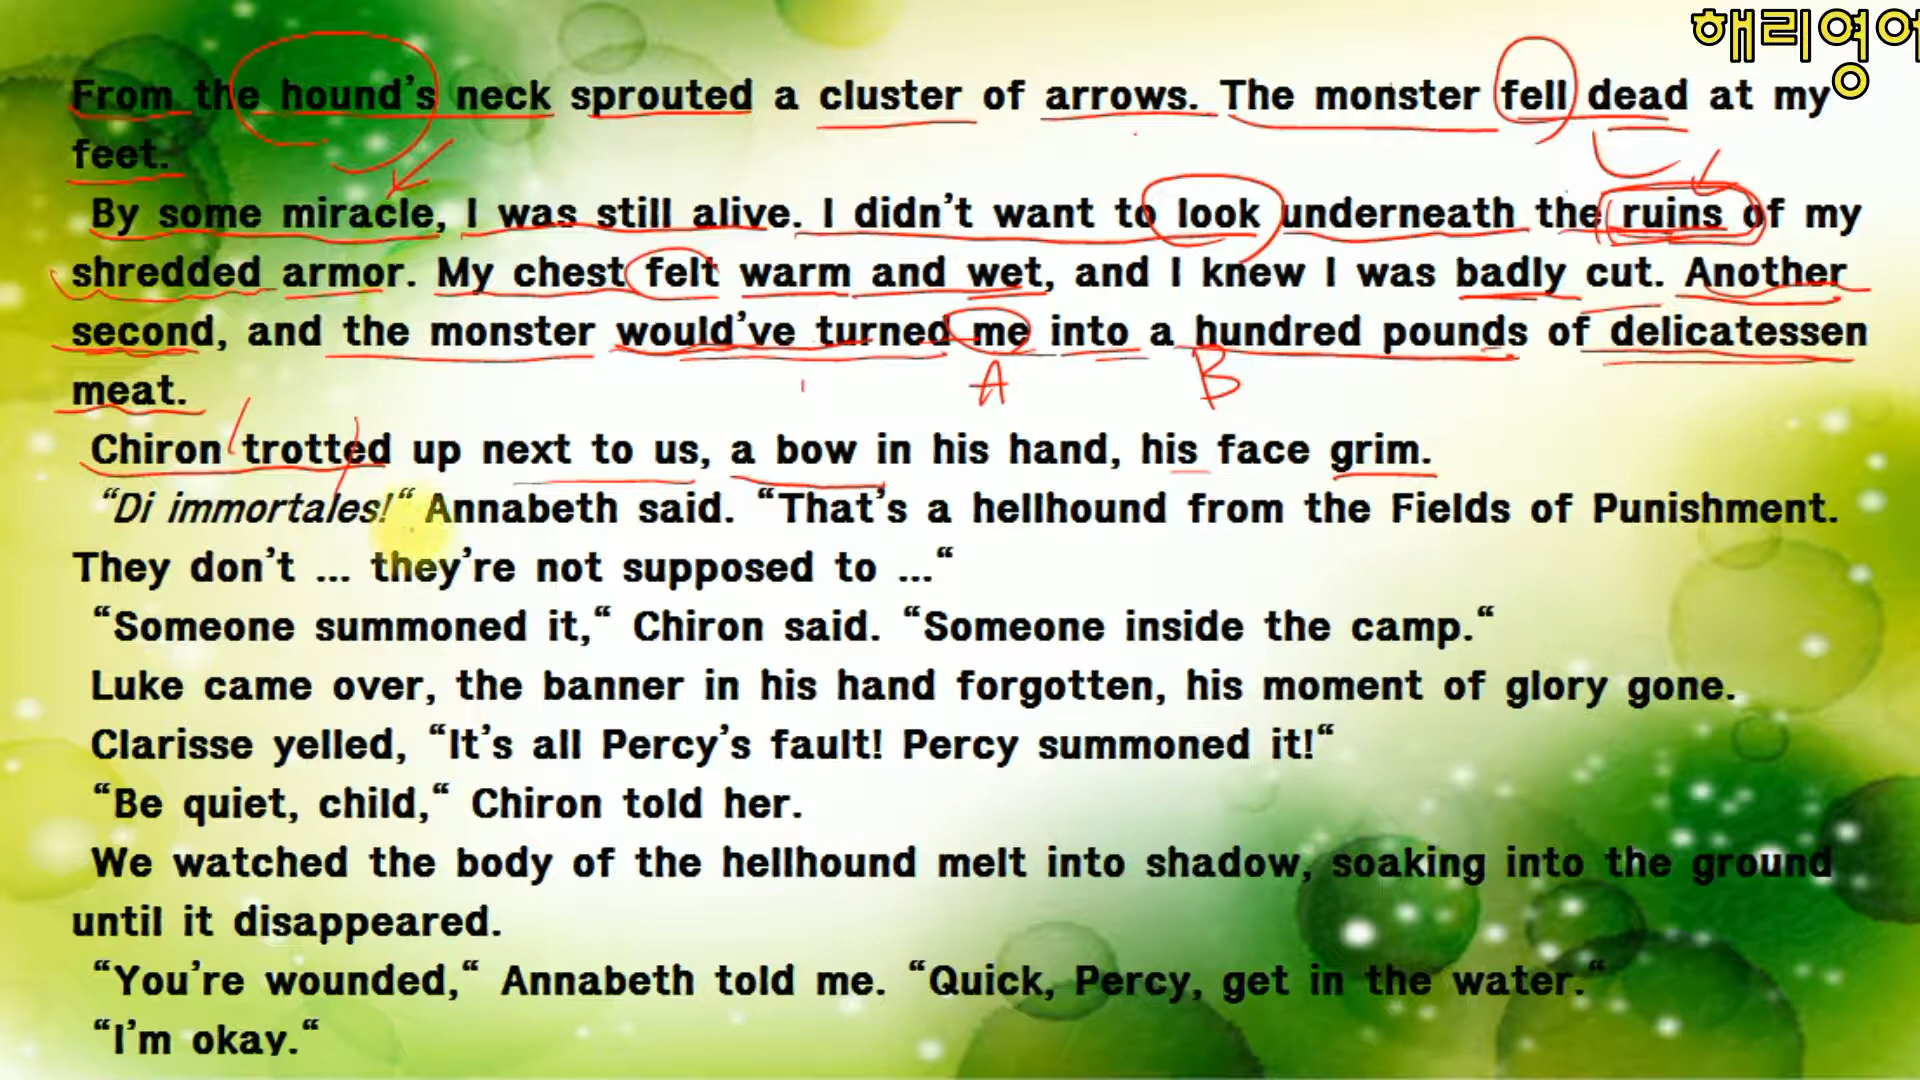 해리영어
From the hound's neck sprouted a cluster of arrows. The monster fell dead at my
feet.
By some miracle, I was still alive. I didn't want to look underneath the ruins of my
shredded armor. My chest felt warm and wet, and I knew I was badly cut. Another
second, and the monster would've turned me into a hundred pounds of delicatessen
A B
meat.
Chiron trotted up next to us, a bow in his hand, his face grim.
“Di immortales!“ Annabeth said. “That's a hellhound from the Fields of Punishment.
They don't ... they're not supposed to ...“
“Someone summoned it,“ Chiron said. “Someone inside the camp.“
Luke came over, the banner in his hand forgotten, his moment of glory gone.
Clarisse yelled, “It's all Percy's fault! Percy summoned it!“
“Be quiet, child,“ Chiron told her.
We watched the body of the hellhound melt into shadow, soaking into the ground
until it disappeared.
“You're wounded,“ Annabeth told me. “Quick, Percy, get in the water.“
“I'm okay.“